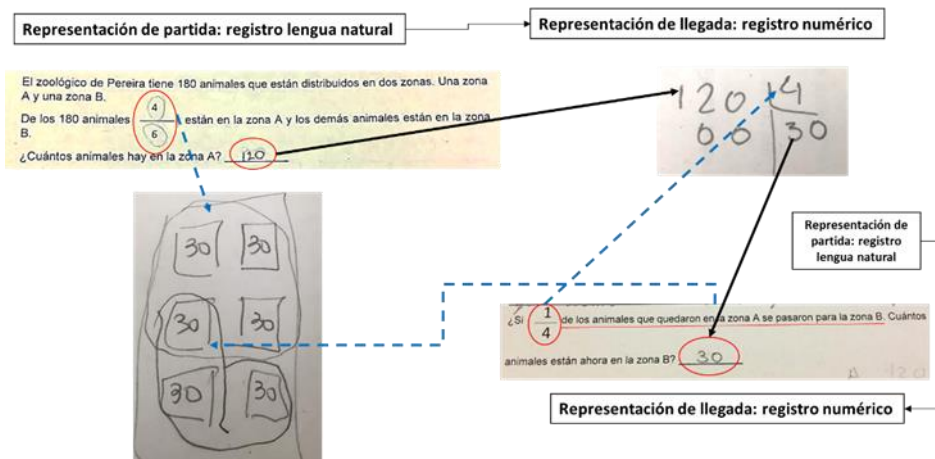 Representación de partida: registro lengua natural
Representación de llegada: registro numérico
El zoológico de Pereira tiene 180 animales que están distribuidos en dos zonas. Una zona
A y una zona B.
De los 180 animales 4/6 están en la zona A y los demás animales están en la zona
B.
¿Cuántos animales hay en la zona A? 120
120 4
00 30
30 30
30 30
30 30
Representación de
partida: registro
lengua natural
¿Si 1/4 de los animales que quedaron en la zona A se pasaron para la zona B. Cuántos
animales están ahora en la zona B? 30
Representación de llegada: registro numérico